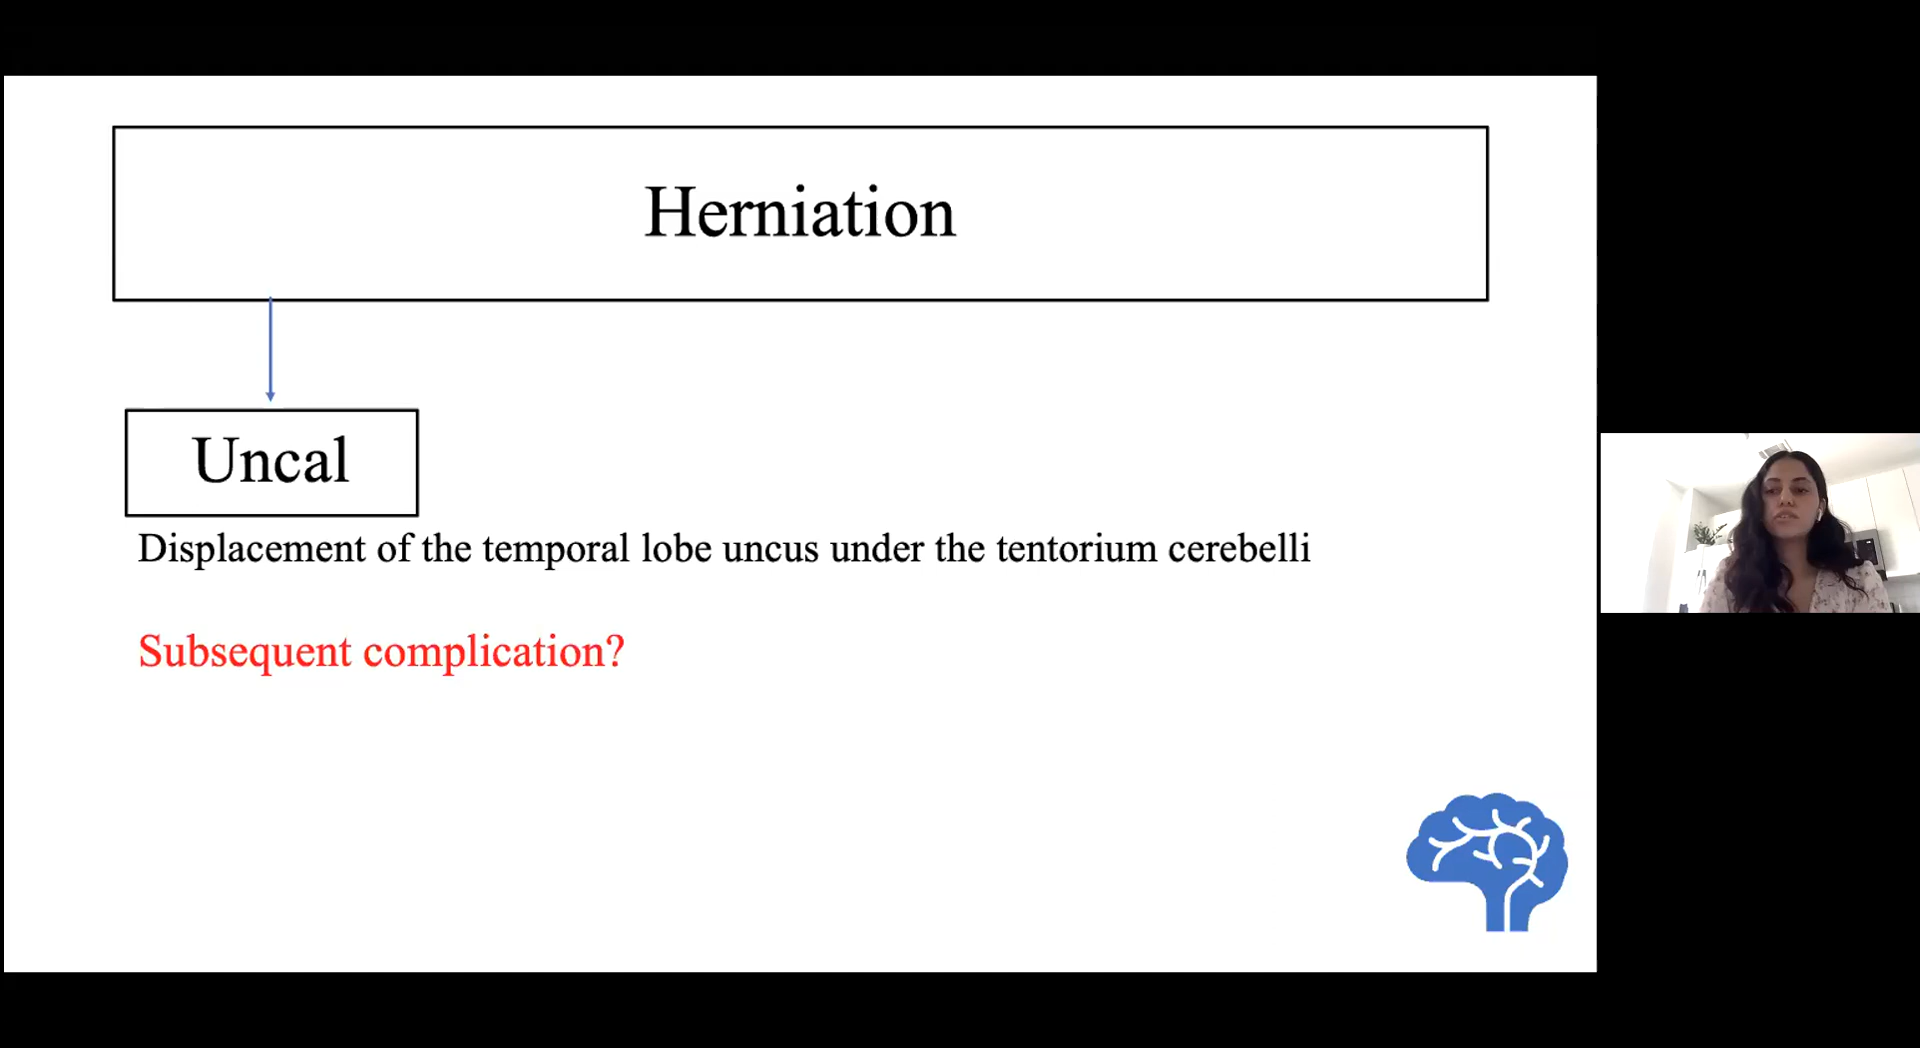 Herniation
Uncal
Displacement of the temporal lobe uncus under the tentorium cerebelli
Subsequent complication?